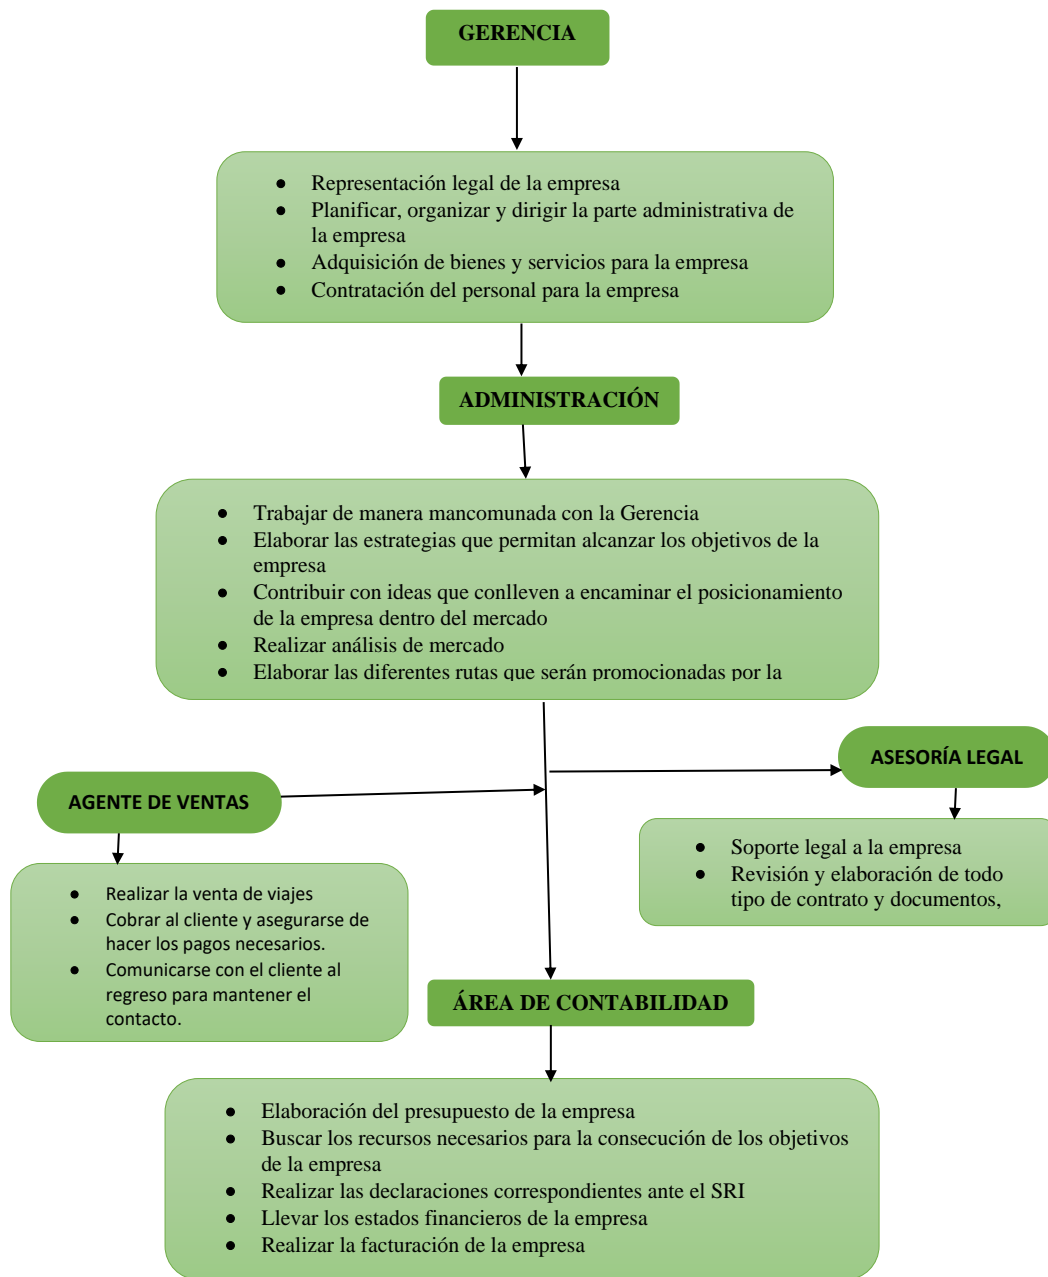 GERENCIA
● Representación legal de la empresa
● Planificar, organizar y dirigir la parte administrativa de
la empresa
● Adquisición de bienes y servicios para la empresa
● Contratación del personal para la empresa
ADMINISTRACIÓN
● Trabajar de manera mancomunada con la Gerencia
● Elaborar las estrategias que permitan alcanzar los objetivos de la
empresa
● Contribuir con ideas que conlleven a encaminar el posicionamiento
de la empresa dentro del mercado
● Realizar análisis de mercado
● Elaborar las diferentes rutas que serán promocionadas por la
ASESORÍA LEGAL
● Soporte legal a la empresa
● Revisión y elaboración de todo
tipo de contrato y documentos,
AGENTE DE VENTAS
● Realizar la venta de viajes
● Cobrar al cliente y asegurarse de
hacer los pagos necesarios.
● Comunicarse con el cliente al
regreso para mantener el
contacto.
ÁREA DE CONTABILIDAD
● Elaboración del presupuesto de la empresa
● Buscar los recursos necesarios para la consecución de los objetivos
de la empresa
● Realizar las declaraciones correspondientes ante el SRI
● Llevar los estados financieros de la empresa
● Realizar la facturación de la empresa